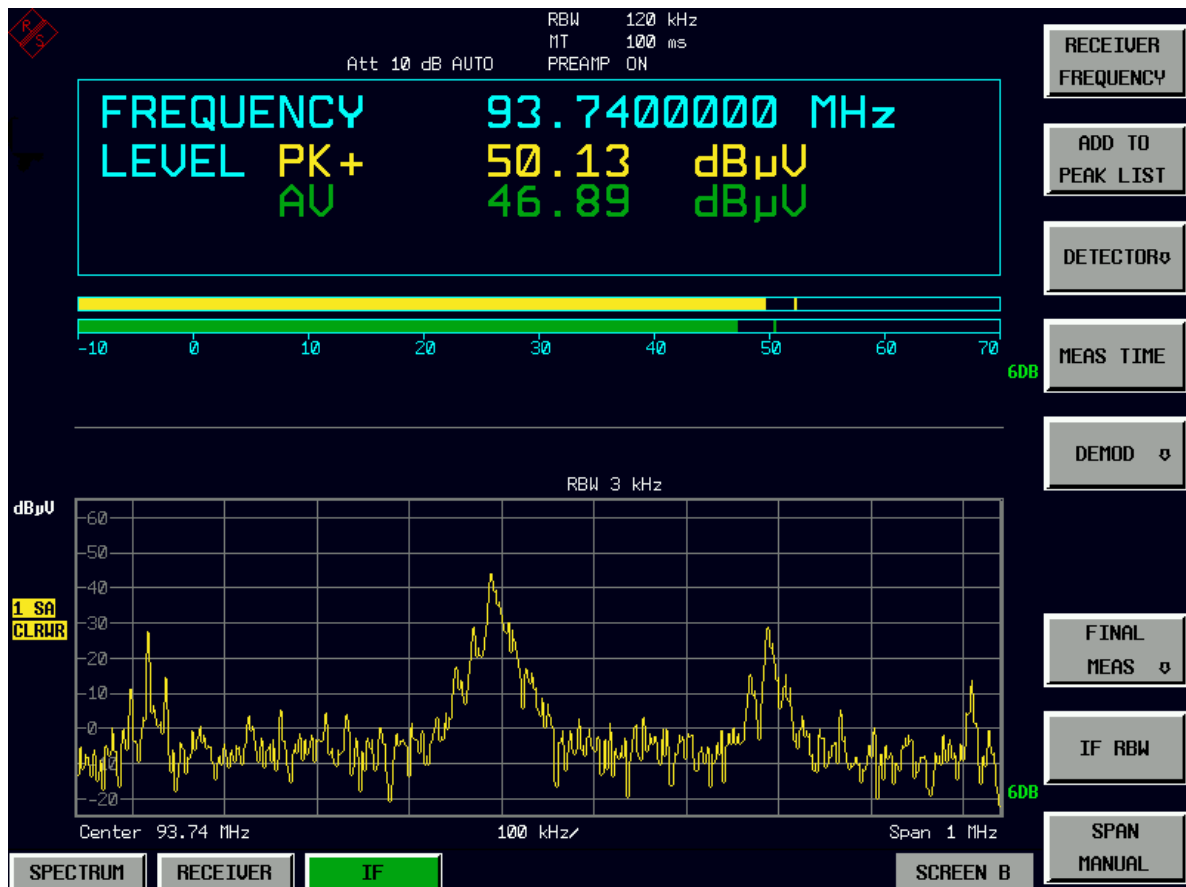 R S
RBW 120 kHz
MT 100 ms
Att 10 dB AUTO PREAMP ON
FREQUENCY 93.7400000 MHz
LEVEL PK+ 50.13 dBµV
AV 46.89 dBµV
-10 0 10 20 30 40 50 60 70
6DB
RBW 3 kHz
dBµV
60
50
40
30
20
10
0
-20
1 SA
CLRWR
6DB
Center 93.74 MHz 100 kHz/ Span 1 MHz
SPECTRUM RECEIVER IF SCREEN B
RECEIVER
FREQUENCY
ADD TO
PEAK LIST
DETECTOR
MEAS TIME
DEMOD
FINAL
MEAS
IF RBW
SPAN
MANUAL